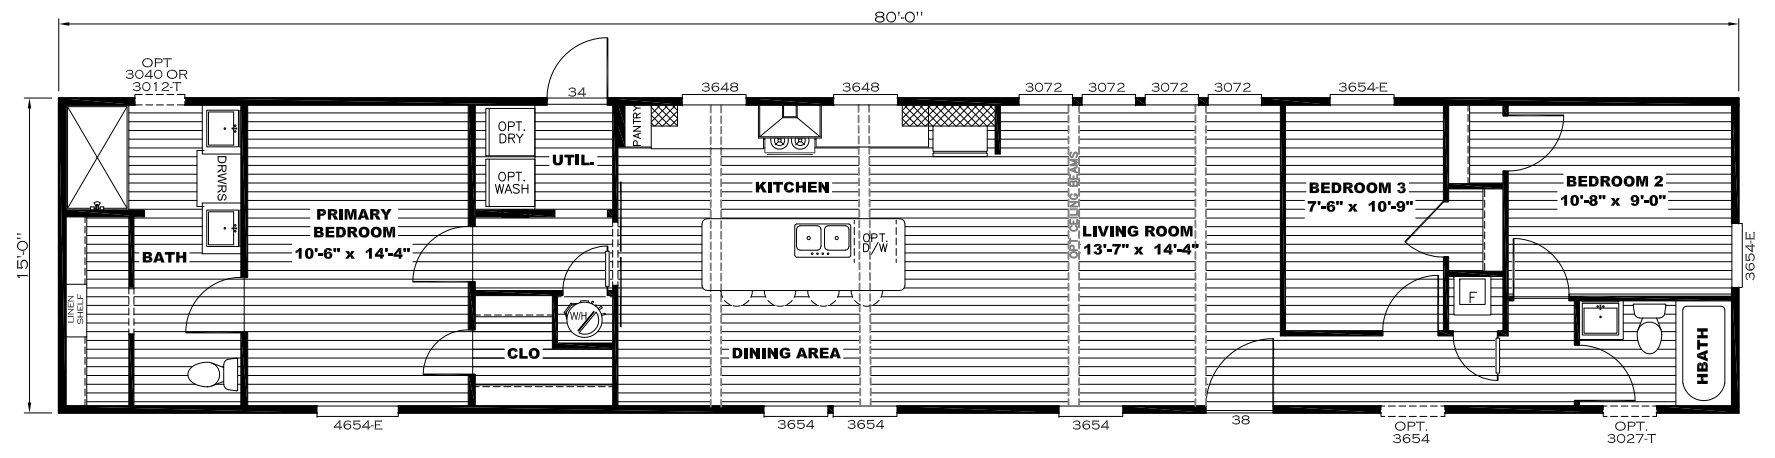 80'-0"
OPT
3040 OR
3012-T
34
3648
3648
3072
3072
3072
3072
3654-E
15'-0"
OPT.
DRY
OPT.
WASH
UTIL.
PANTRY
DRWRS
KITCHEN
PRIMARY
BEDROOM
10'-6" x 14'-4"
BATH
OPT.
D/W
OPT CEILING BEAMS
LIVING ROOM
13'-7" x 14'-4"
BEDROOM 3
7'-6" x 10'-9"
BEDROOM 2
10'-8" x 9'-0"
3654-E
LINEN
SHELF
W/H
F
CLO
DINING AREA
HBATH
4654-E
3654
3654
3654
38
OPT.
3654
OPT.
3027-T